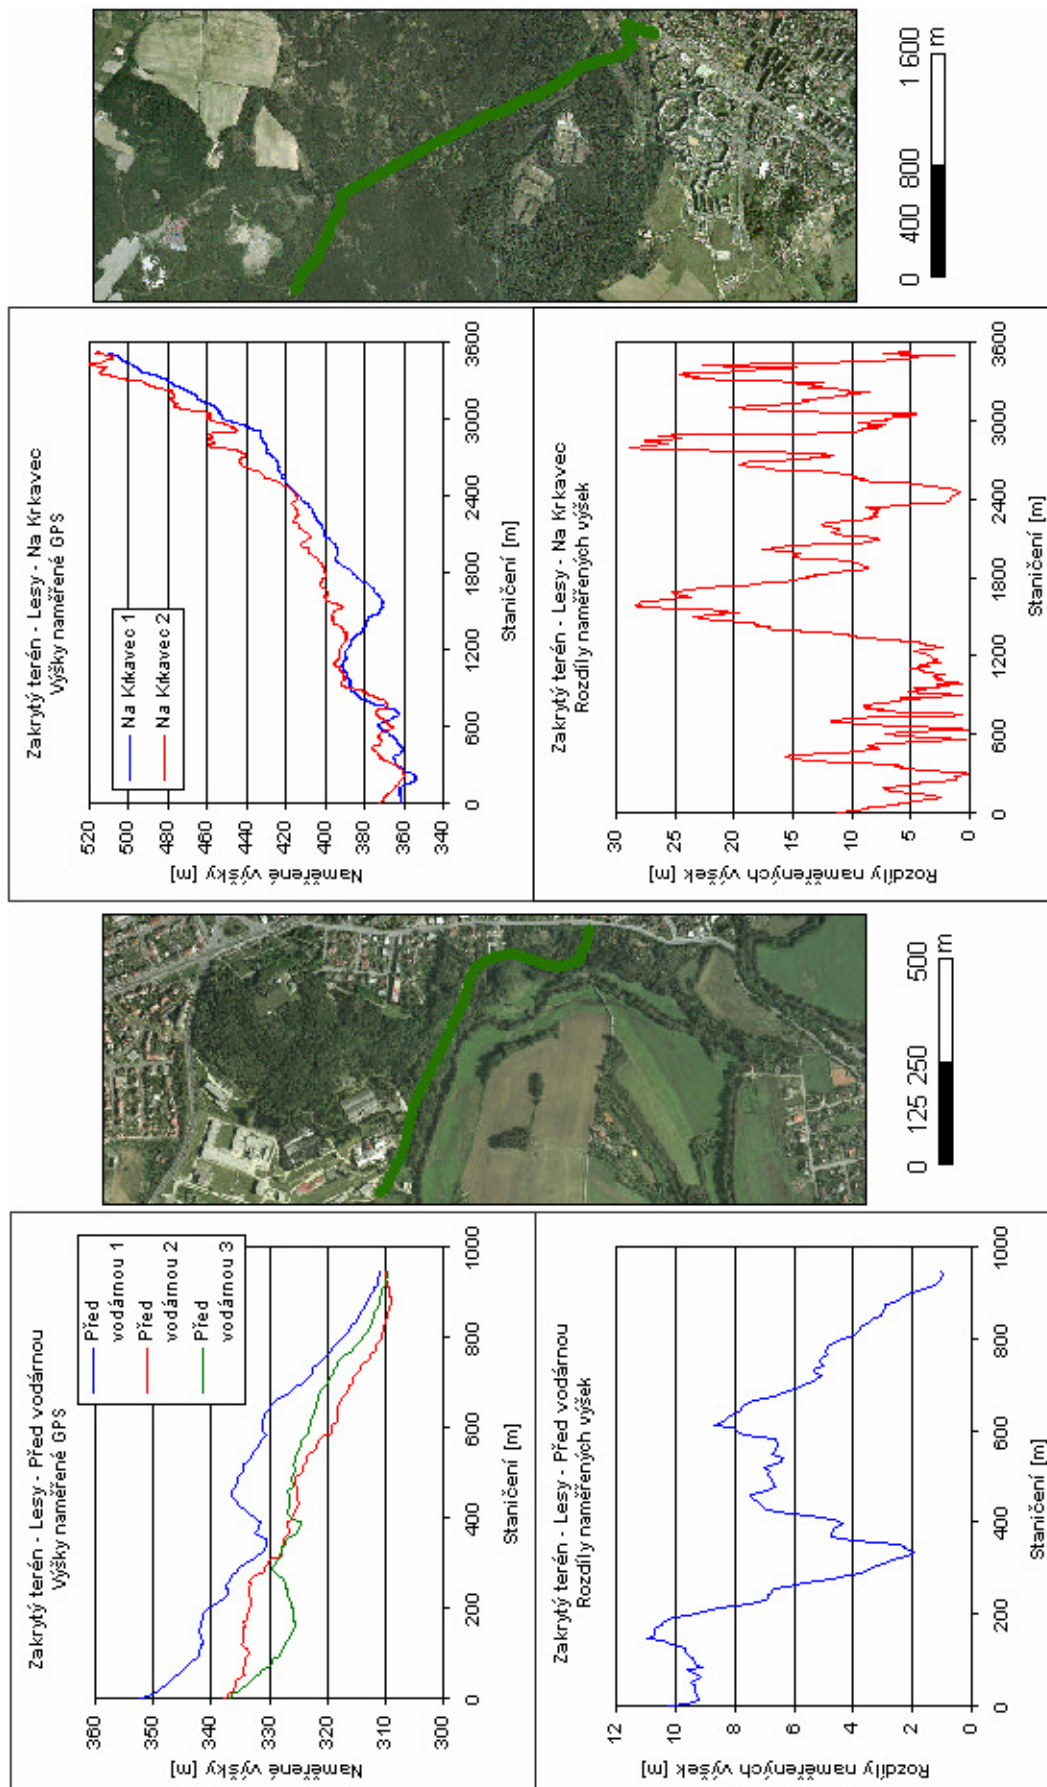 Zakrytý terén - Lesy - Před vodárnou
Výšky naměřené GPS
Naměřené výšky [m]
360
350
340
330
320
310
300
0
200
400
600
800
1000
Staničení [m]
Před vodárnou 1
Před vodárnou 2
Před vodárnou 3
Zakrytý terén - Lesy - Před vodárnou
Rozdíly naměřených výšek
Rozdíly naměřených výšek [m]
12
10
8
6
4
2
0
0
200
400
600
800
1000
Staničení [m]
0 125 250 500
m
Zakrytý terén - Lesy - Na Krkavec
Výšky naměřené GPS
Naměřené výšky [m]
520
500
480
460
440
420
400
380
360
340
0
600
1200
1800
2400
3000
3600
Staničení [m]
Na Krkavec 1
Na Krkavec 2
Zakrytý terén - Lesy - Na Krkavec
Rozdíly naměřených výšek
Rozdíly naměřených výšek [m]
30
25
20
15
10
5
0
0
600
1200
1800
2400
3000
3600
Staničení [m]
0 400 800 1 600
m